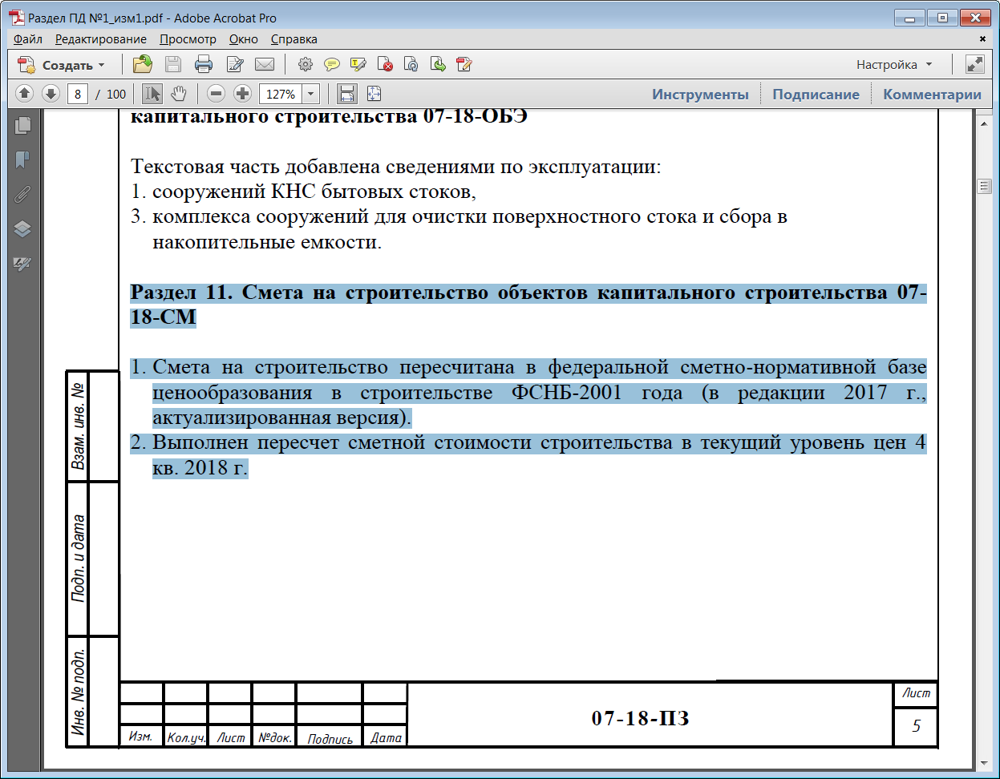 Раздел ПД №1_изм1.pdf - Adobe Acrobat Pro
Файл Редактирование Просмотр Окно Справка
Создать Настройка
8 / 100 127% Инструменты Подписание Комментарии
капитального строительства 07-18-ОБЭ
Текстовая часть добавлена сведениями по эксплуатации:
1. сооружений КНС бытовых стоков,
3. комплекса сооружений для очистки поверхностного стока и сбора в
накопительные емкости.
Раздел 11. Смета на строительство объектов капитального строительства 07-
18-СМ
1. Смета на строительство пересчитана в федеральной сметно-нормативной базе
ценообразования в строительстве ФСНБ-2001 года (в редакции 2017 г.,
актуализированная версия).
2. Выполнен пересчет сметной стоимости строительства в текущий уровень цен 4
кв. 2018 г.
Взам. инв. №
Подп. и дата
Инв. № подп.
Изм. Кол.уч. Лист №док. Подпись Дата
07-18-ПЗ
Лист
5